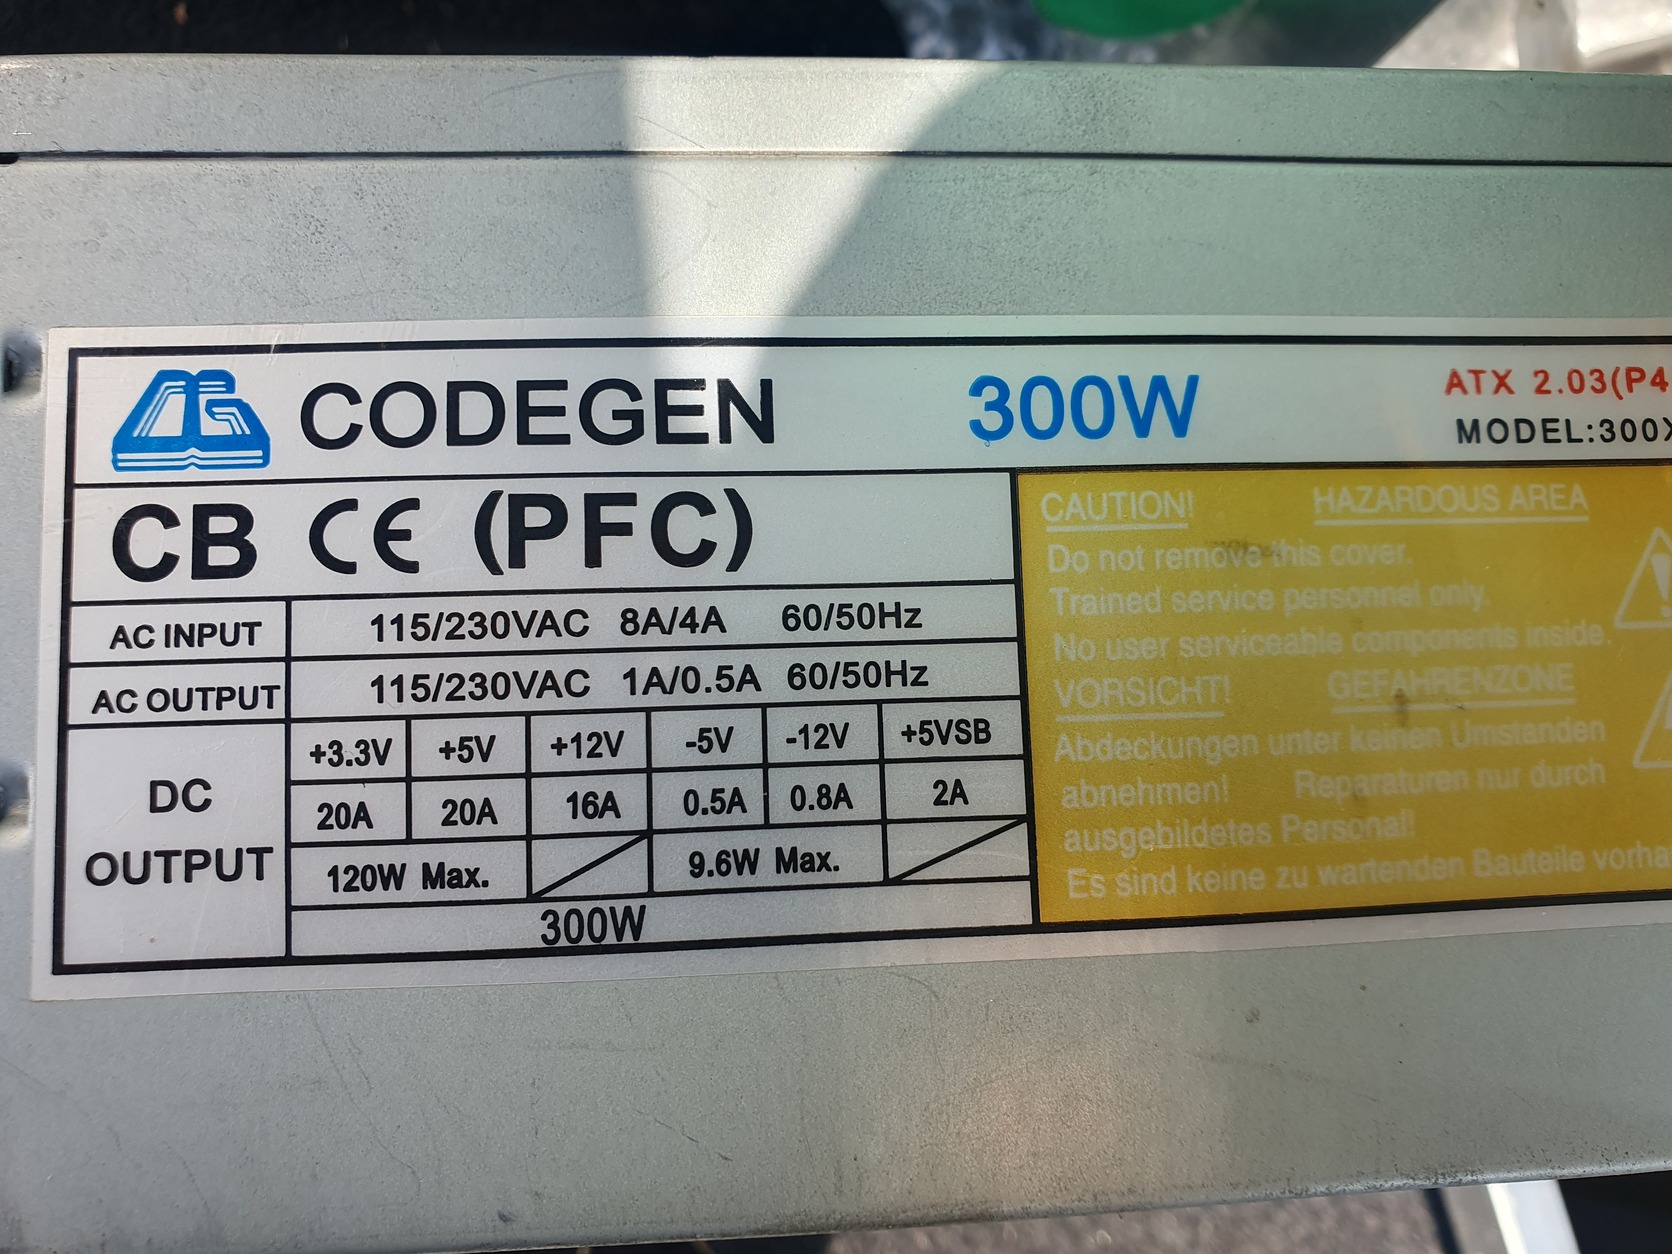 CODEGEN 300W ATX 2.03(P4
MODEL:300X
CB CE (PFC)
AC INPUT 115/230VAC 8A/4A 60/50Hz
AC OUTPUT 115/230VAC 1A/0.5A 60/50Hz
DC OUTPUT
+3.3V +5V +12V -5V -12V +5VSB
20A 20A 16A 0.5A 0.8A 2A
120W Max. 9.6W Max.
300W
CAUTION! HAZARDOUS AREA
Do not remove this cover.
Trained service personnel only.
No user serviceable components inside.
VORSICHT! GEFAHRENZONE
Abdeckungen unter keinen Umstanden
abnehmen! Reparaturen nur durch
ausgebildetes Personal!
Es sind keine zu wartenden Bauteile vorha